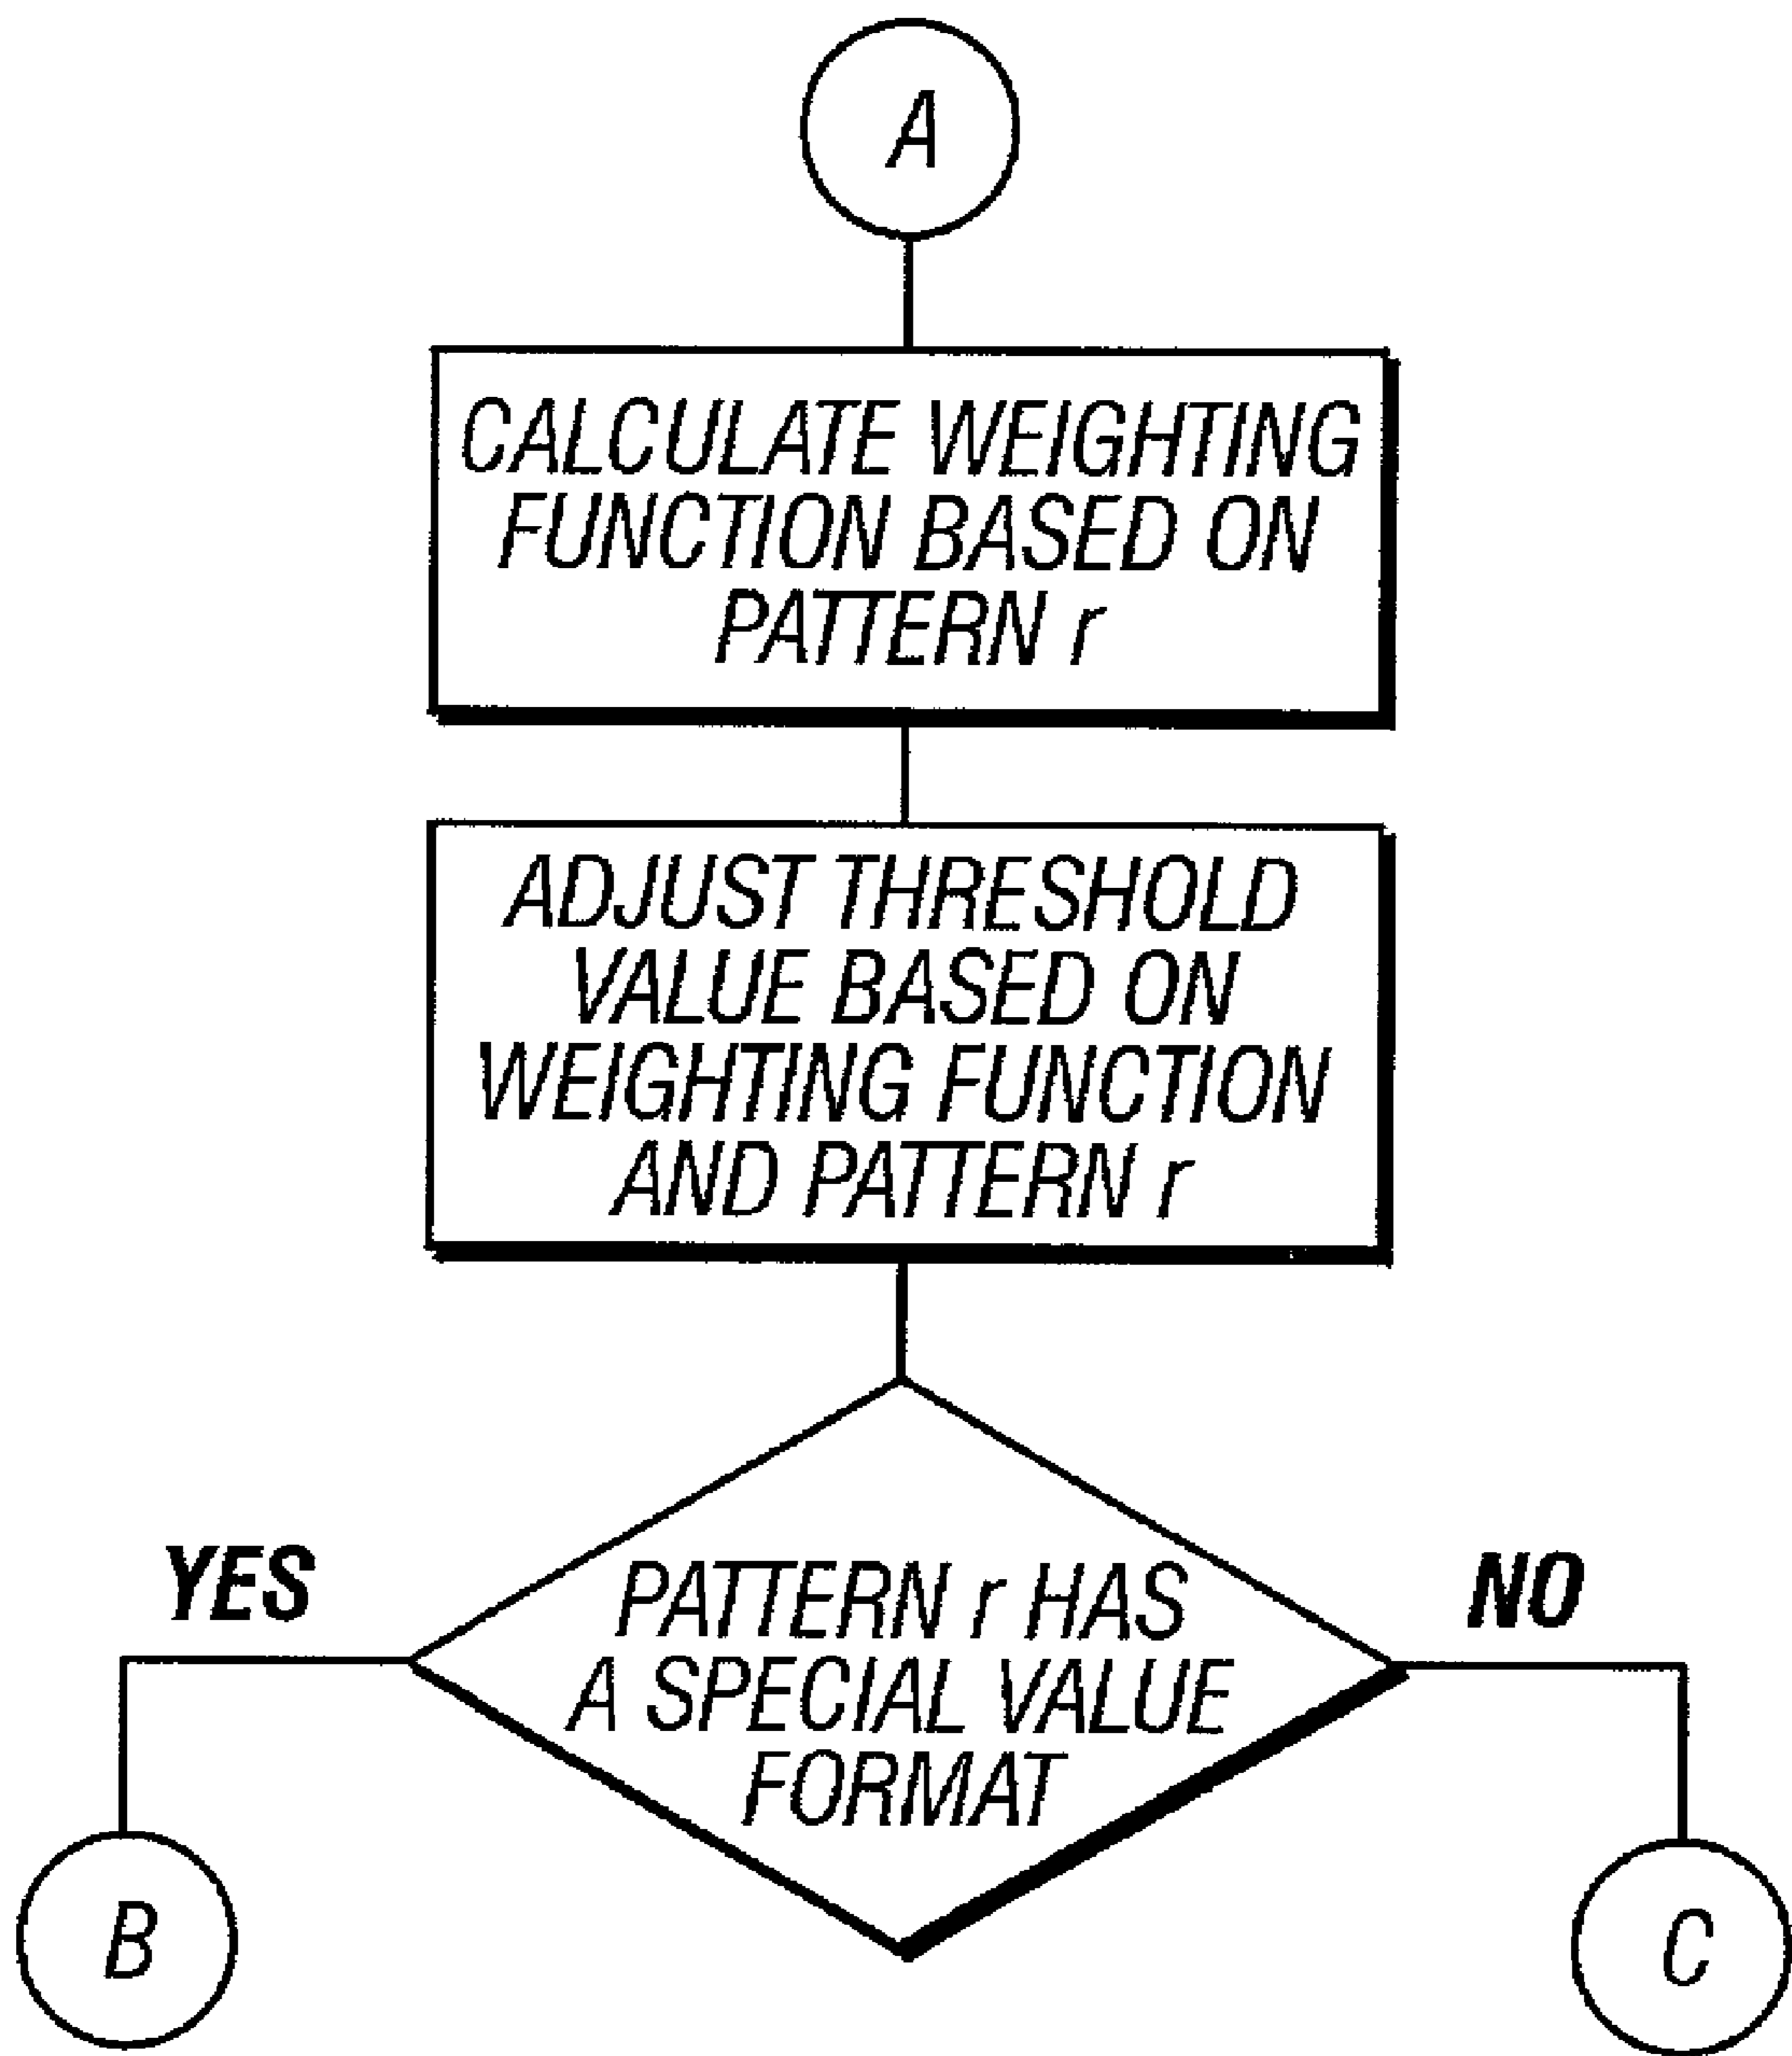 A
CALCULATE WEIGHTING
FUNCTION BASED ON
PATTERN r
ADJUST THRESHOLD
VALUE BASED ON
WEIGHTING FUNCTION
AND PATTERN r
YES
NO
PATTERN r HAS
A SPECIAL VALUE
FORMAT
B
C